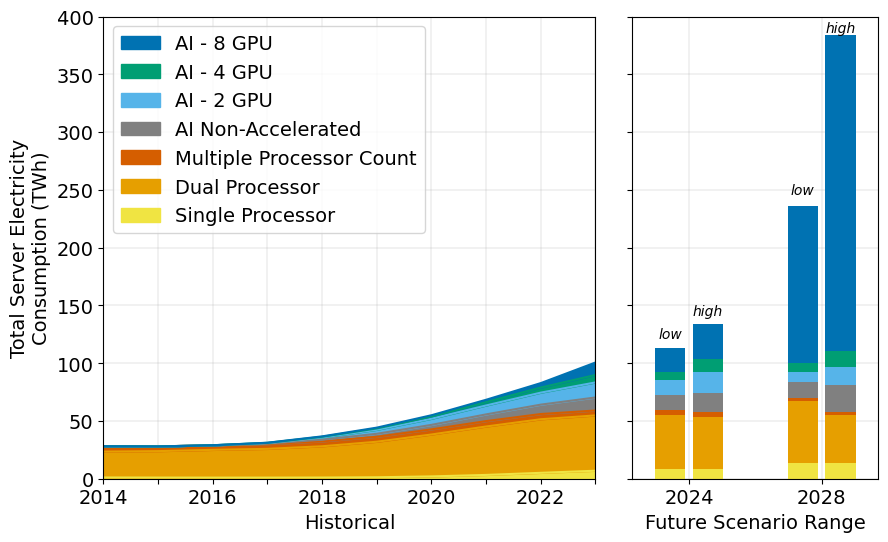 Total Server Electricity
Consumption (TWh)
400
350
300
250
200
150
100
50
0
AI - 8 GPU
AI - 4 GPU
AI - 2 GPU
AI Non-Accelerated
Multiple Processor Count
Dual Processor
Single Processor
2014
2016
2018
2020
2022
Historical
low
high
low
high
2024
2028
Future Scenario Range